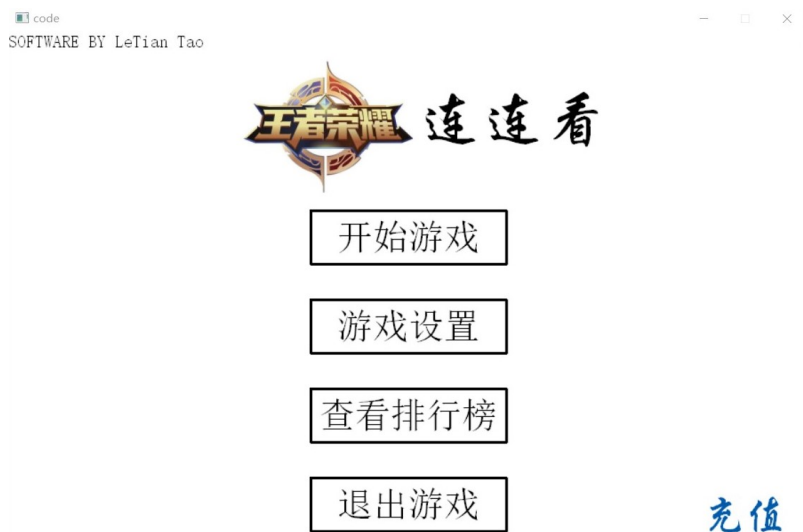 code
SOFTWARE BY LeTian Tao
王者荣耀 连连看
开始游戏
游戏设置
查看排行榜
退出游戏
充值